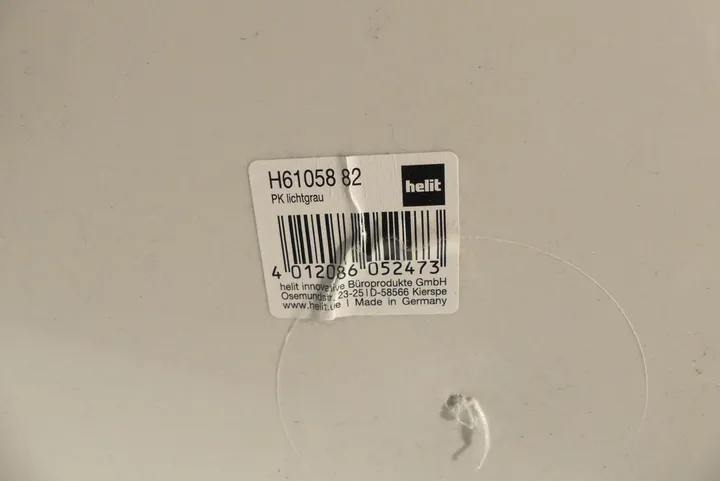 H61058 82
helit
PK lichtgrau
4 012086 052473
helit innovative Büroprodukte GmbH
Osemundstr. 23-25 | D-58566 Kierspe
www.helit.de | Made in Germany